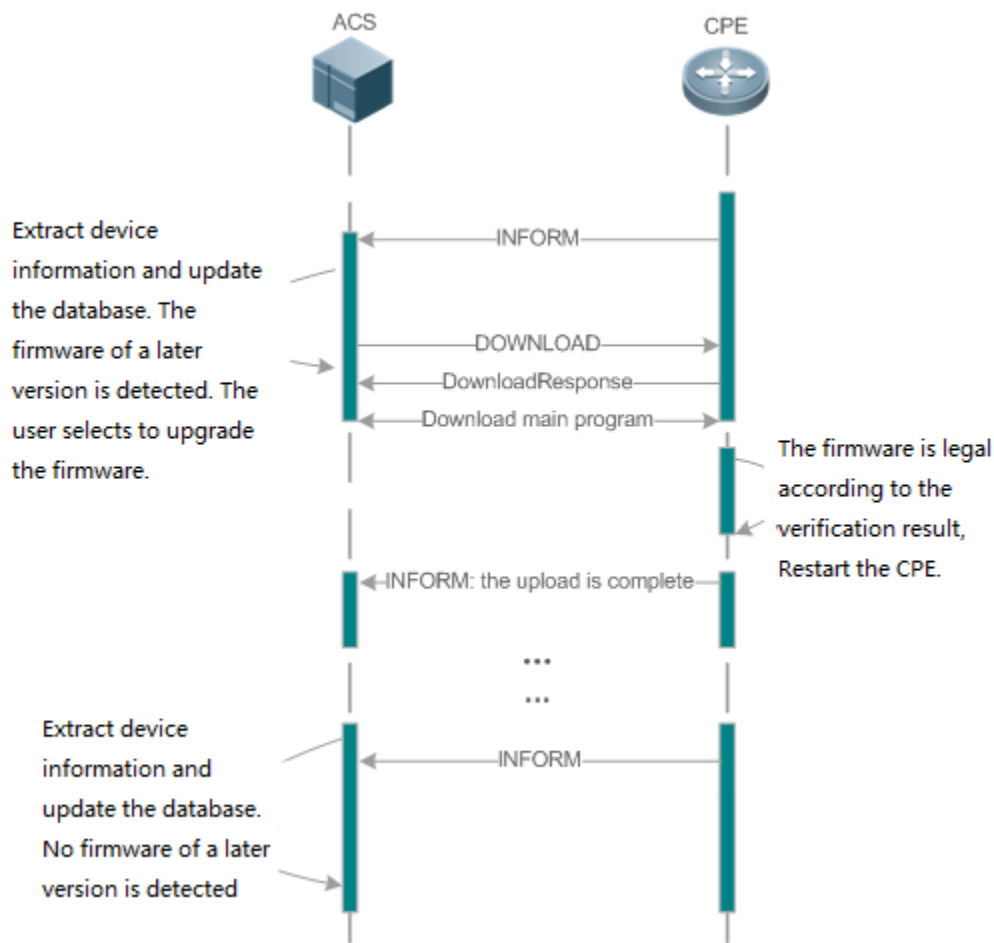 ACS
CPE
Extract device
information and update
the database. The
firmware of a later
version is detected. The
user selects to upgrade
the firmware.
INFORM
DOWNLOAD
DownloadResponse
Download main program
The firmware is legal
according to the
verification result,
Restart the CPE.
INFORM: the upload is complete
...
...
Extract device
information and
update the database.
No firmware of a later
version is detected
INFORM